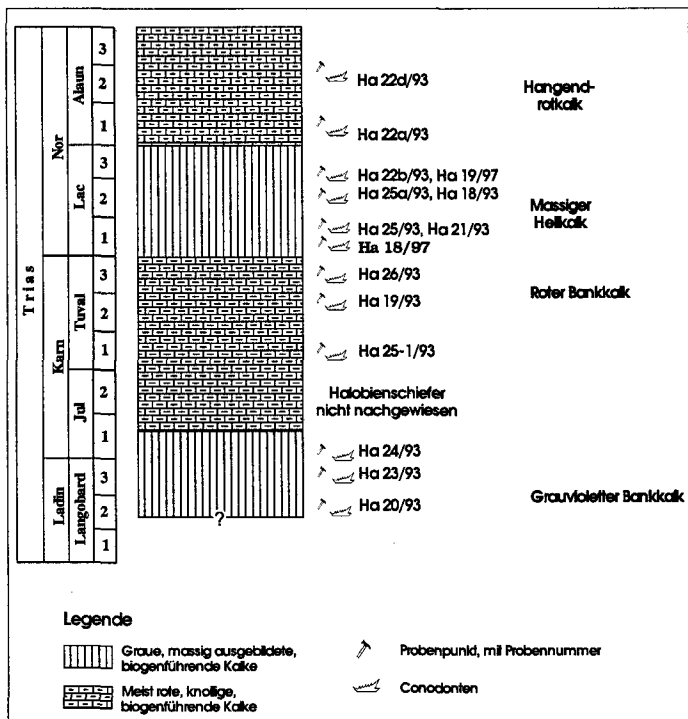 Trias
Nor
Karn
Ladin
Alaun
Lac
Tuval
Jul
Langobard
3
2
1
3
2
1
3
2
1
2
1
3
2
1
?
Ha 22d/93
Ha 22a/93
Ha 22b/93, Ha 19/97
Ha 25a/93, Ha 18/93
Ha 25/93, Ha 21/93
Ha 18/97
Ha 26/93
Ha 19/93
Ha 25-1/93
Halobienschiefer
nicht nachgewiesen
Ha 24/93
Ha 23/93
Ha 20/93
Hangend-
rotkalk
Massiger
Hellkalk
Roter Bankkalk
Grauvioletter Bankkalk
Legende
Graue, massig ausgebildete,
biogenführende Kalke
Meist rote, knollige,
biogenführende Kalke
Probenpunkt, mit Probennummer
Conodonten